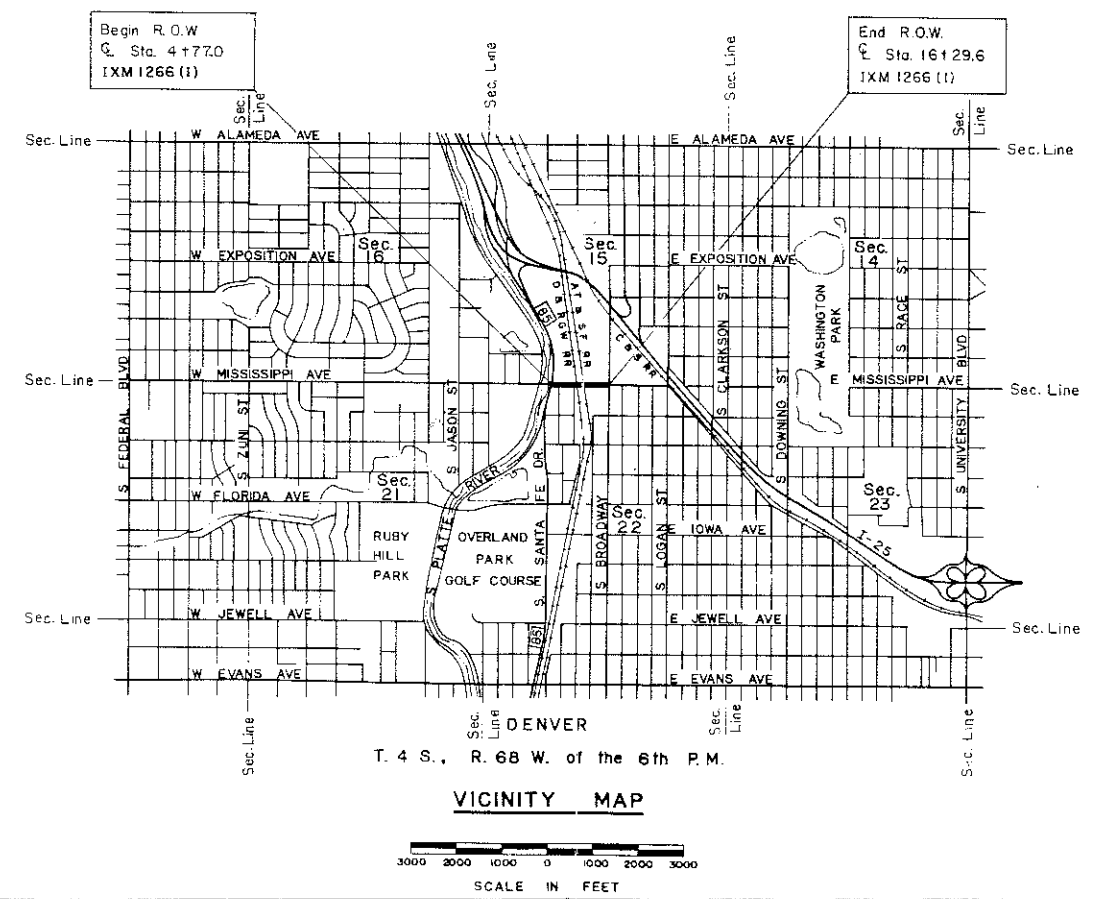 Begin R.O.W
℄ Sta. 4+77.0
IXM 1266 (1)
End R.O.W.
℄ Sta. 16+29.6
IXM 1266 (1)
Sec. Line
Sec. Line
Sec. Line
Sec. Line
Sec. Line
W ALAMEDA AVE
E ALAMEDA AVE
Sec. Line
Sec. 16
Sec. 15
Sec. 14
W EXPOSITION AVE
E EXPOSITION AVE
85
D & RGW RR
AT & SF RR
C & S RR
S CLARKSON ST
WASHINGTON PARK
S RACE ST
S UNIVERSITY BLVD
S FEDERAL BLVD
Sec. Line
W MISSISSIPPI AVE
E MISSISSIPPI AVE
Sec. Line
S ZUNI ST
S JASON ST
S DOWNING ST
Sec. 21
W FLORIDA AVE
S PLATTE RIVER
S. SANTA FE DR.
S BROADWAY
Sec. 22
S LOGAN ST
Sec. 23
E IOWA AVE
I-25
RUBY
HILL
PARK
OVERLAND
PARK
GOLF COURSE
Sec. Line
W JEWELL AVE
85
E JEWELL AVE
Sec. Line
W EVANS AVE
E EVANS AVE
Sec. Line
Sec. Line
Sec. Line
Sec. Line
DENVER
T. 4 S., R. 68 W. of the 6th P.M.
VICINITY MAP
3000 2000 1000 0 1000 2000 3000
SCALE IN FEET